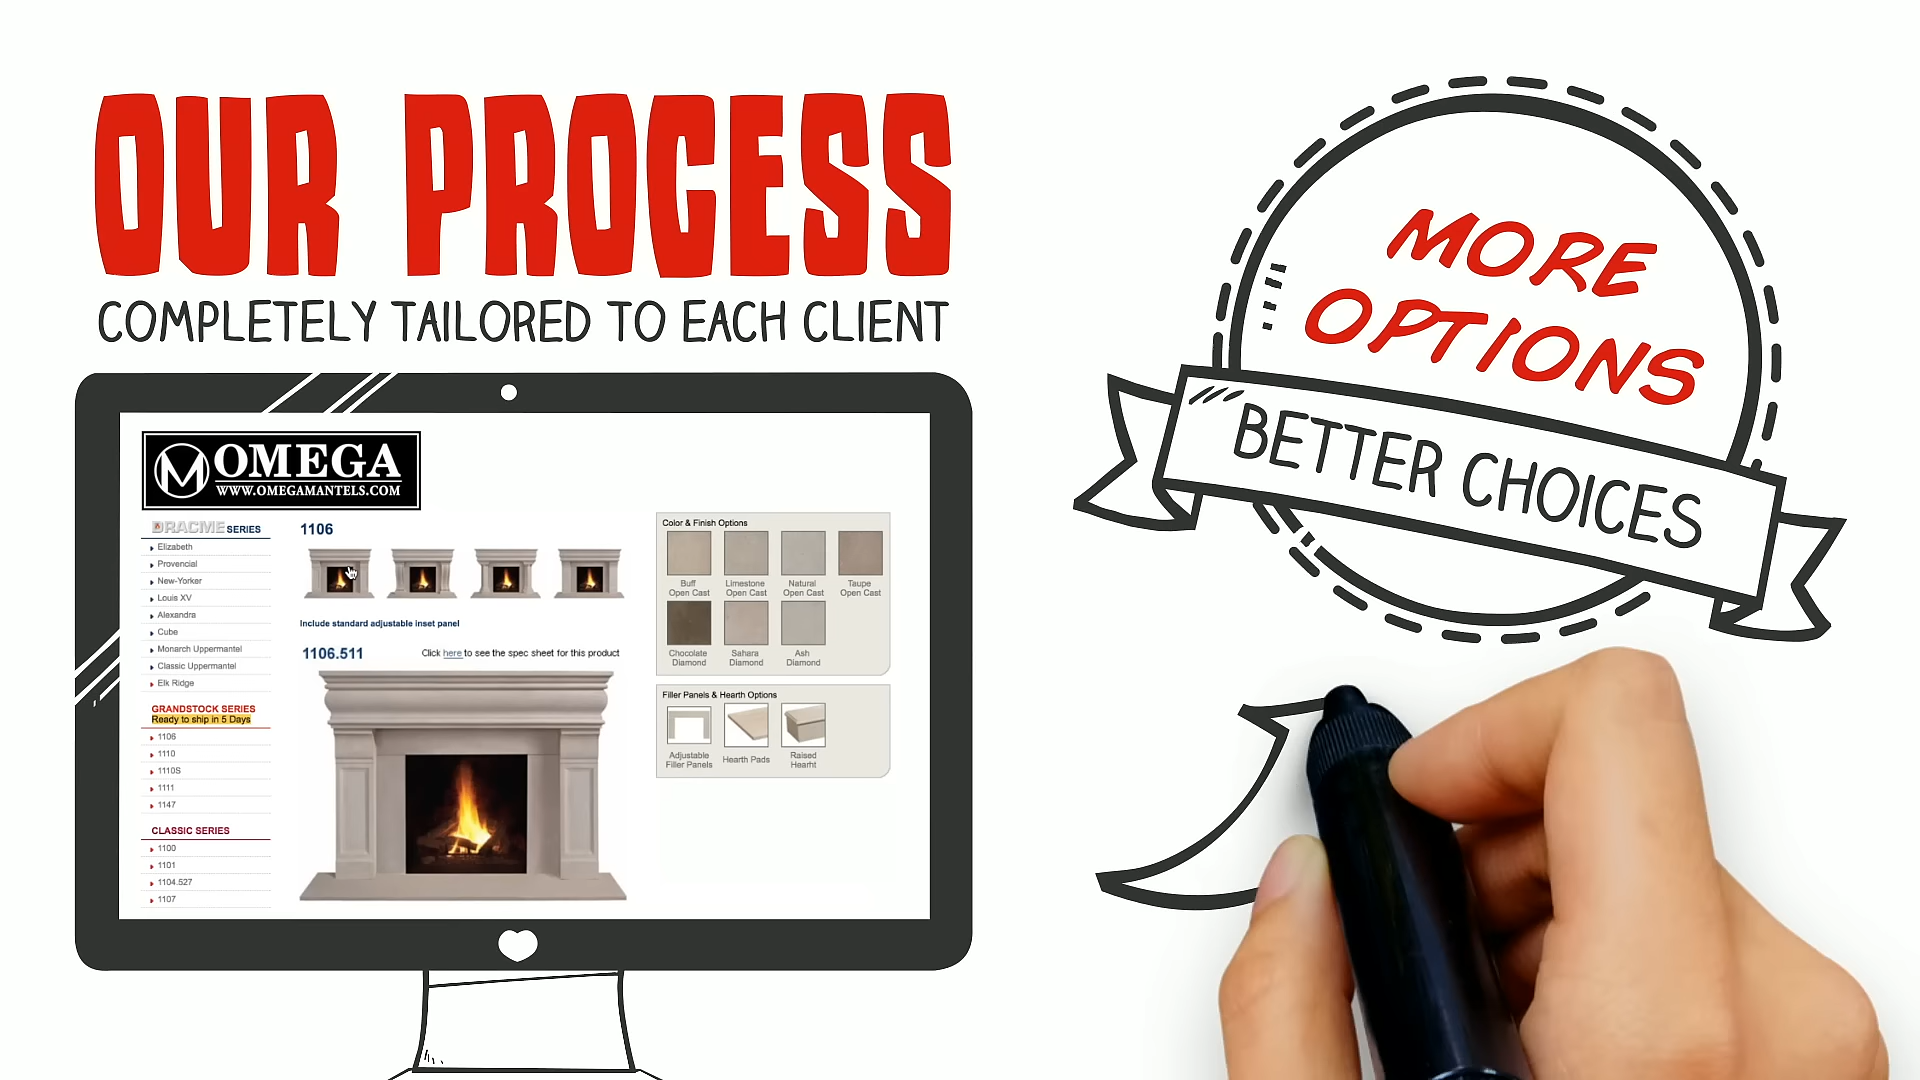 OUR PROCESS
COMPLETELY TAILORED TO EACH CLIENT
MORE
OPTIONS
BETTER CHOICES
M OMEGA
WWW.OMEGAMANTELS.COM
DRACME SERIES
Elizabeth
Provencial
New-Yorker
Louis XV
Alexandra
Cube
Monarch Uppermantel
Classic Uppermantel
Elk Ridge
GRANDSTOCK SERIES
Ready to ship in 5 Days
1106
1110
1110S
1111
1147
CLASSIC SERIES
1100
1101
1104.527
1107
1106
Include standard adjustable inset panel
1106.511
Click here to see the spec sheet for this product
Color & Finish Options
Buff
Open Cast
Limestone
Open Cast
Natural
Open Cast
Taupe
Open Cast
Chocolate
Diamond
Sahara
Diamond
Ash
Diamond
Filler Panels & Hearth Options
Adjustable
Filler Panels
Hearth Pads
Raised
Hearht